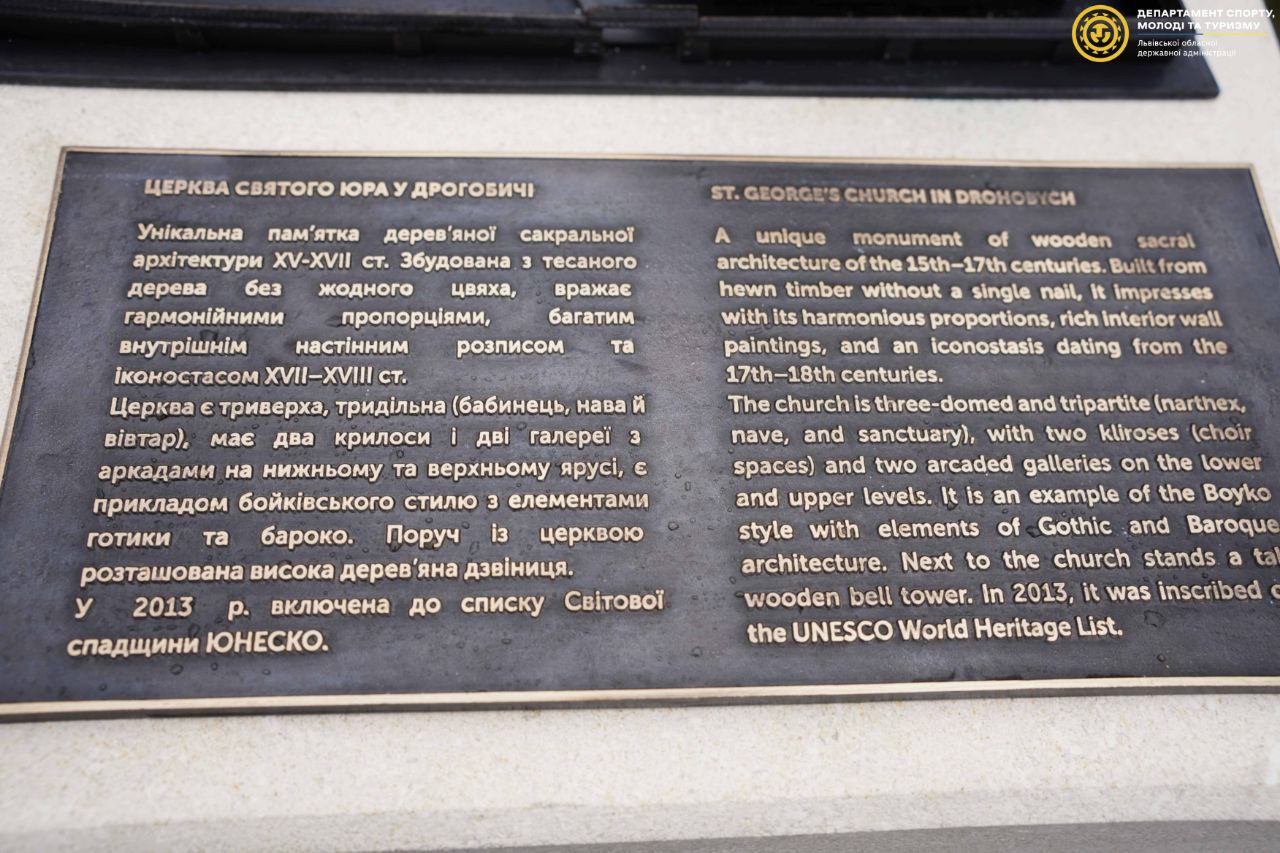 ДЕПАРТАМЕНТ СПОРТУ,
МОЛОДІ ТА ТУРИЗМУ
Львівської обласної
державної адміністрації
ЦЕРКВА СВЯТОГО ЮРА У ДРОГОБИЧІ
Унікальна пам'ятка дерев'яної сакральної
архітектури XV-XVII ст. Збудована з тесаного
дерева без жодного цвяха, вражає
гармонійними пропорціями, багатим
внутрішнім настінним розписом та
іконостасом XVII–XVIII ст.
Церква є триверха, тридільна (бабинець, нава й
вівтар), має два крилоси і дві галереї з
аркадами на нижньому та верхньому ярусі, є
прикладом бойківського стилю з елементами
готики та бароко. Поруч із церквою
розташована висока дерев'яна дзвіниця.
У 2013 р. включена до списку Світової
спадщини ЮНЕСКО.
ST. GEORGE'S CHURCH IN DROHOBYCH
A unique monument of wooden sacral
architecture of the 15th–17th centuries. Built from
hewn timber without a single nail, it impresses
with its harmonious proportions, rich interior wall
paintings, and an iconostasis dating from the
17th–18th centuries.
The church is three-domed and tripartite (narthex,
nave, and sanctuary), with two kliroses (choir
spaces) and two arcaded galleries on the lower
and upper levels. It is an example of the Boyko
style with elements of Gothic and Baroque
architecture. Next to the church stands a
wooden bell tower. In 2013, it was inscribed
the UNESCO World Heritage List.